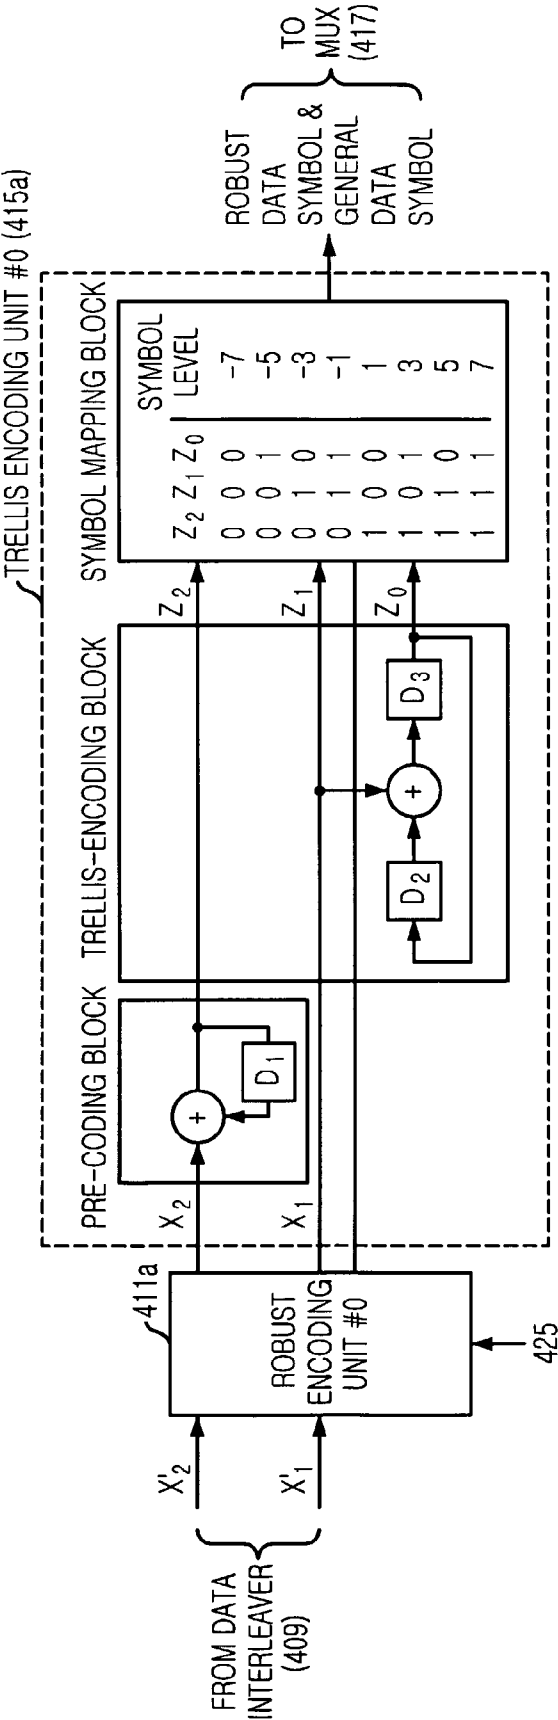 TRELLIS ENCODING UNIT #0 (415a)
FROM DATA
INTERLEAVER
(409)
X'2
X'1
411a
ROBUST
ENCODING
UNIT #0
425
PRE-CODING BLOCK
X2
X1
+
D1
TRELLIS-ENCODING BLOCK
D2
+
D3
Z2
Z1
Z0
SYMBOL MAPPING BLOCK
Z2 Z1 Z0 SYMBOL LEVEL
0 0 0 -7
0 0 1 -5
0 1 0 -3
0 1 1 -1
1 0 0 1
1 0 1 3
1 1 0 5
1 1 1 7
ROBUST
DATA
SYMBOL &
GENERAL
DATA
SYMBOL
TO
MUX
(417)